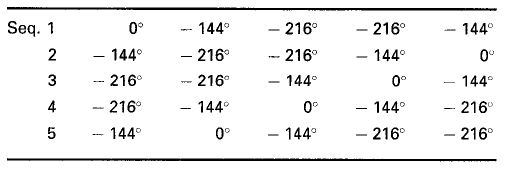 Seq. 1 0° − 144° − 216° − 216° − 144°
2 − 144° − 216° − 216° − 144° 0°
3 − 216° − 216° − 144° 0° − 144°
4 − 216° − 144° 0° − 144° − 216°
5 − 144° 0° − 144° − 216° − 216°